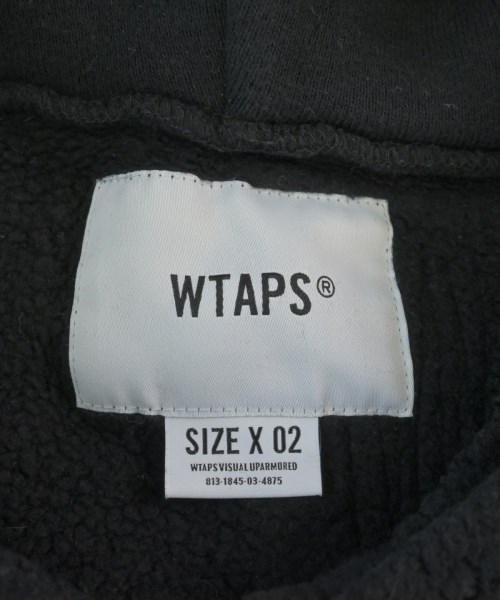 WTAPS®
SIZE X 02
WTAPS VISUAL UPARMORED
813-1845-03-4875